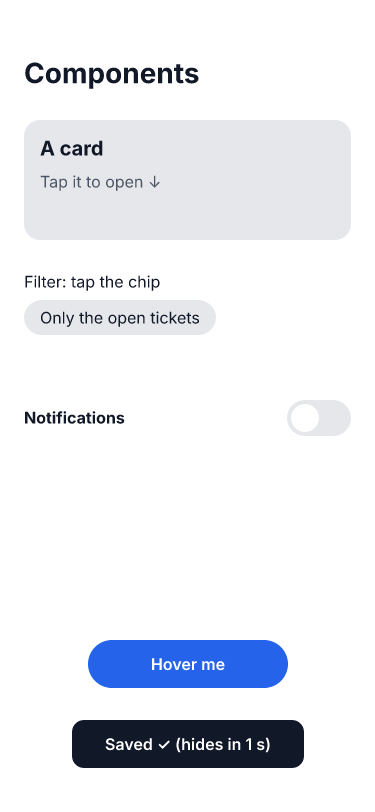 Components
A card
Tap it to open ↓
Filter: tap the chip
Only the open tickets
Notifications
Hover me
Saved ✓ (hides in 1 s)